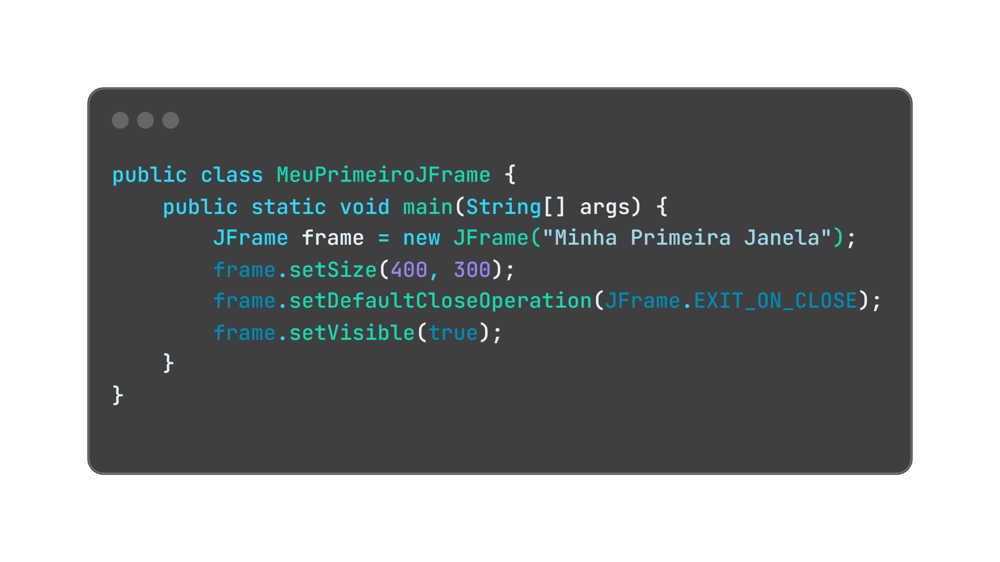 public class MeuPrimeiroJFrame {
    public static void main(String[] args) {
        JFrame frame = new JFrame("Minha Primeira Janela");
        frame.setSize(400, 300);
        frame.setDefaultCloseOperation(JFrame.EXIT_ON_CLOSE);
        frame.setVisible(true);
    }
}